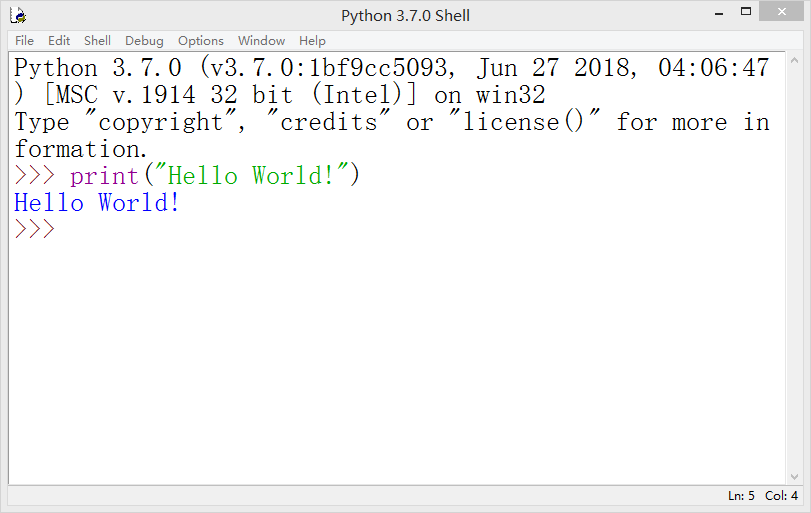 Python 3.7.0 Shell
File Edit Shell Debug Options Window Help
Python 3.7.0 (v3.7.0:1bf9cc5093, Jun 27 2018, 04:06:47
) [MSC v.1914 32 bit (Intel)] on win32
Type "copyright", "credits" or "license()" for more in
formation.
>>> print("Hello World!")
Hello World!
>>>
Ln: 5 Col: 4